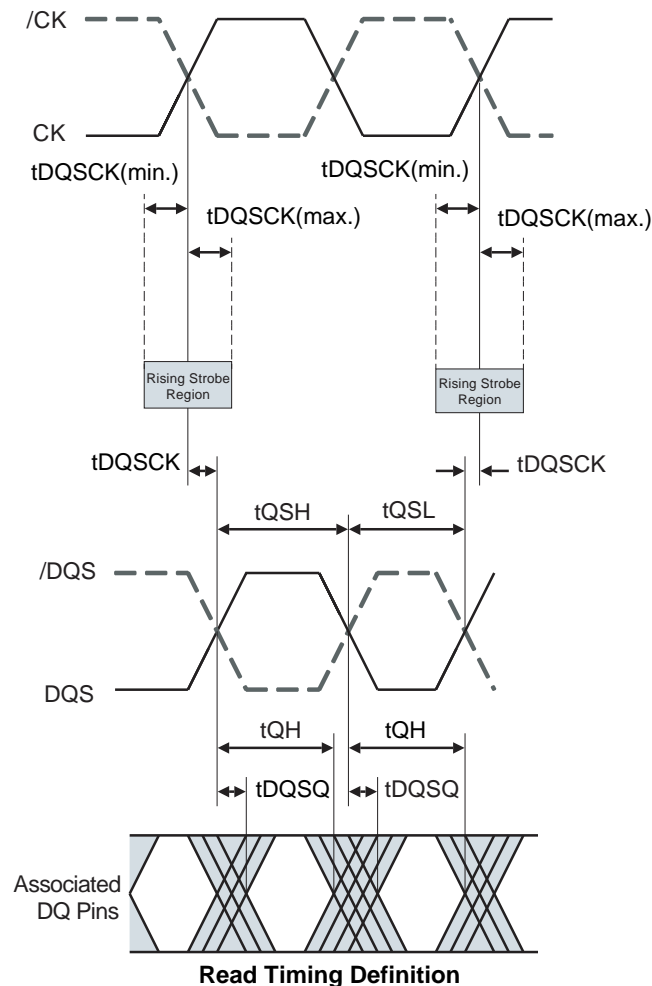 /CK
CK
tDQSCK(min.)
tDQSCK(min.)
tDQSCK(max.)
tDQSCK(max.)
Rising Strobe
Region
Rising Strobe
Region
tDQSCK
tDQSCK
tQSH
tQSL
/DQS
DQS
tQH
tQH
tDQSQ
tDQSQ
Associated
DQ Pins
Read Timing Definition